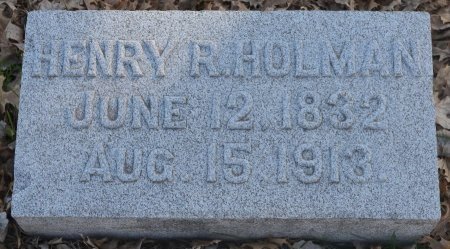 HENRY R. HOLMAN
JUNE 12, 1832
AUG. 15, 1913.